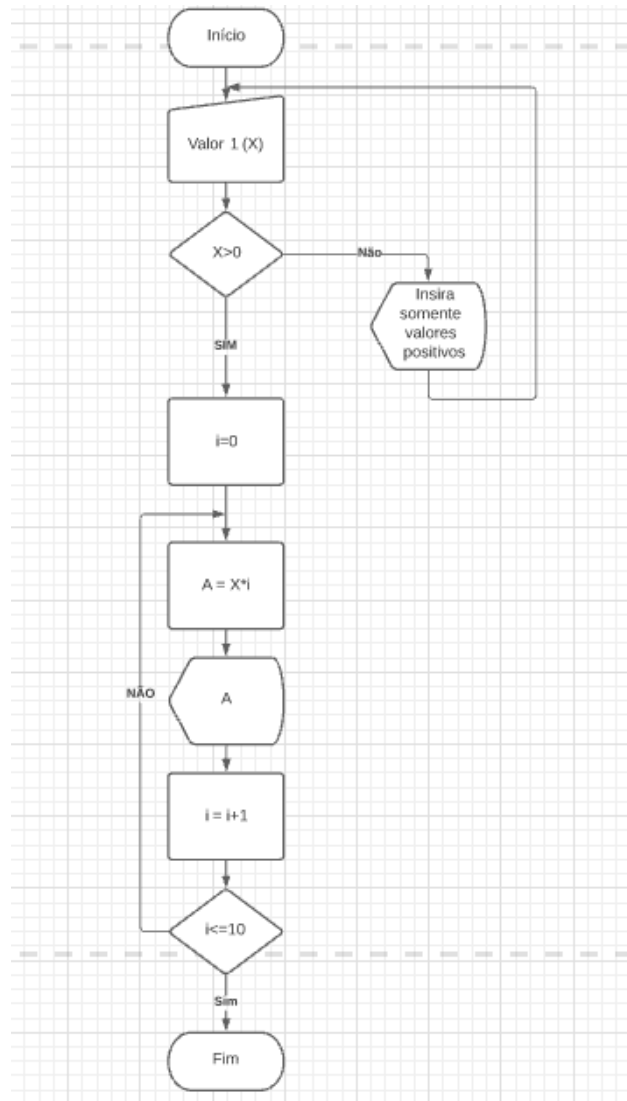 Início
Valor 1 (X)
X>0
Não
Insira
somente
valores
positivos
SIM
i=0
A = X*i
NÃO
A
i = i+1
i<=10
Sim
Fim